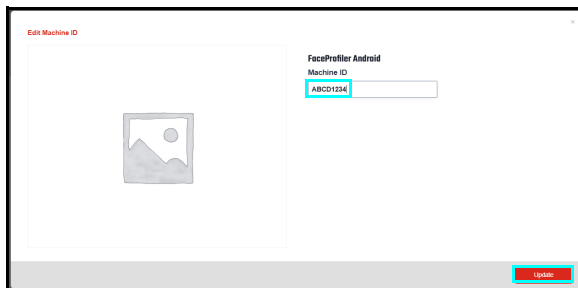 ×
Edit Machine ID
FaceProfiler Android
Machine ID
ABCD1234
Update